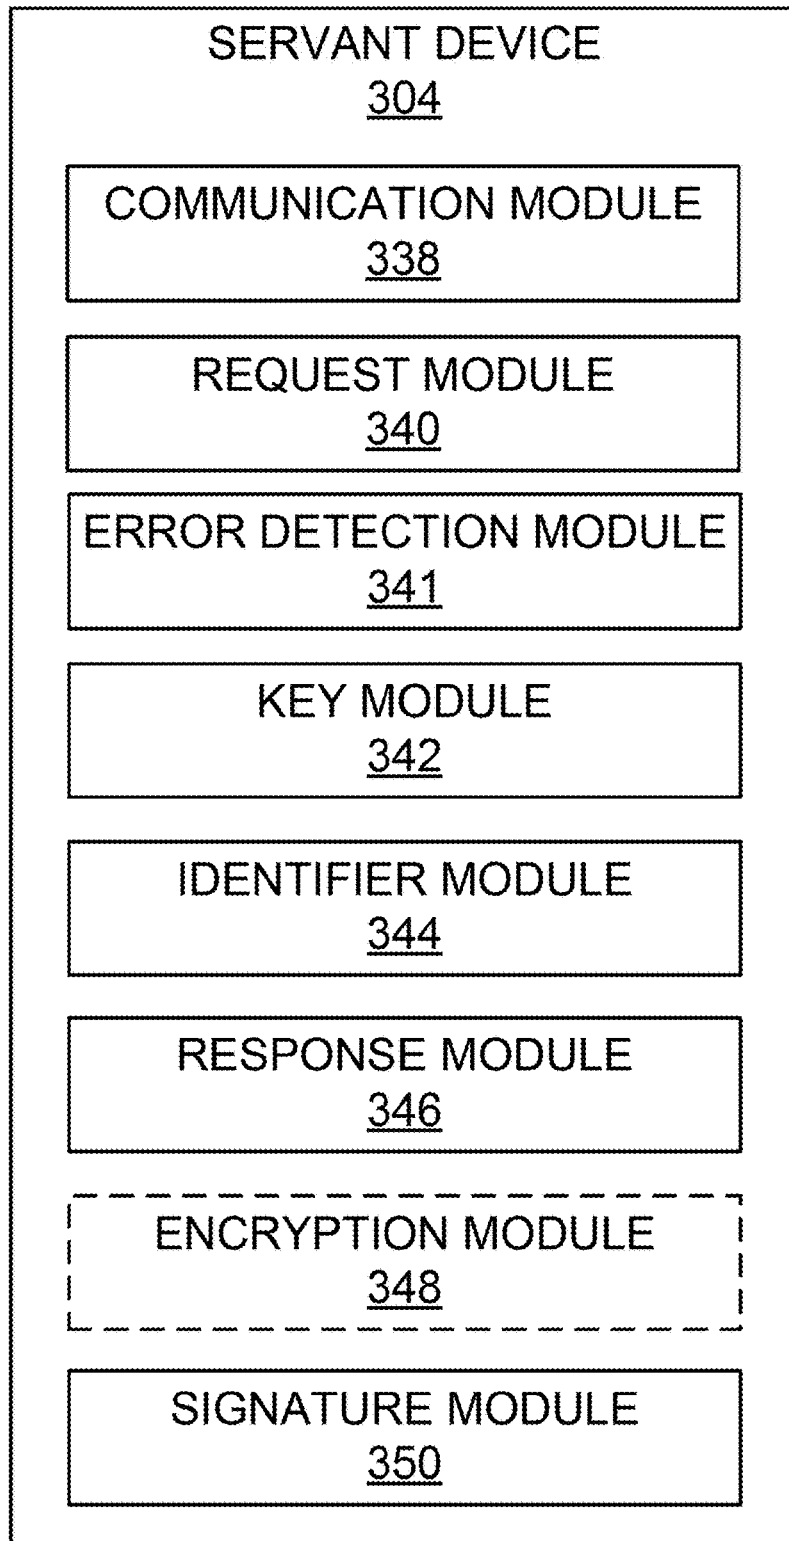 SERVANT DEVICE
304
COMMUNICATION MODULE
338
REQUEST MODULE
340
ERROR DETECTION MODULE
341
KEY MODULE
342
IDENTIFIER MODULE
344
RESPONSE MODULE
346
ENCRYPTION MODULE
348
SIGNATURE MODULE
350